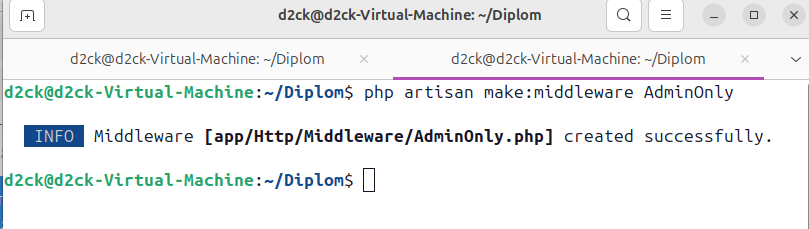 d2ck@d2ck-Virtual-Machine: ~/Diplom
d2ck@d2ck-Virtual-Machine: ~/Diplom × d2ck@d2ck-Virtual-Machine: ~/Diplom ×
d2ck@d2ck-Virtual-Machine:~/Diplom$ php artisan make:middleware AdminOnly
INFO Middleware [app/Http/Middleware/AdminOnly.php] created successfully.
d2ck@d2ck-Virtual-Machine:~/Diplom$